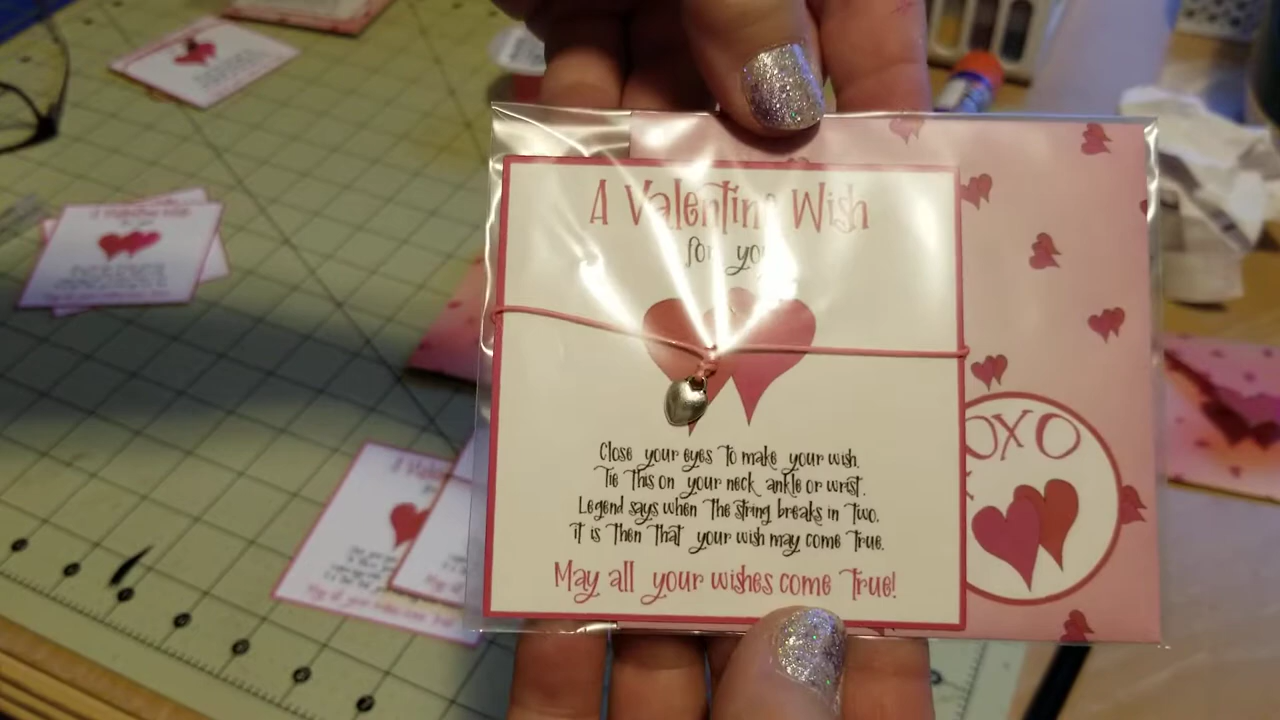 A Valentine Wish
for you
Close your eyes to make your wish.
Tie this on your neck, ankle or wrist.
Legend says when the string breaks in two,
it is then that your wish may come true.
May all your wishes come true!
OXO